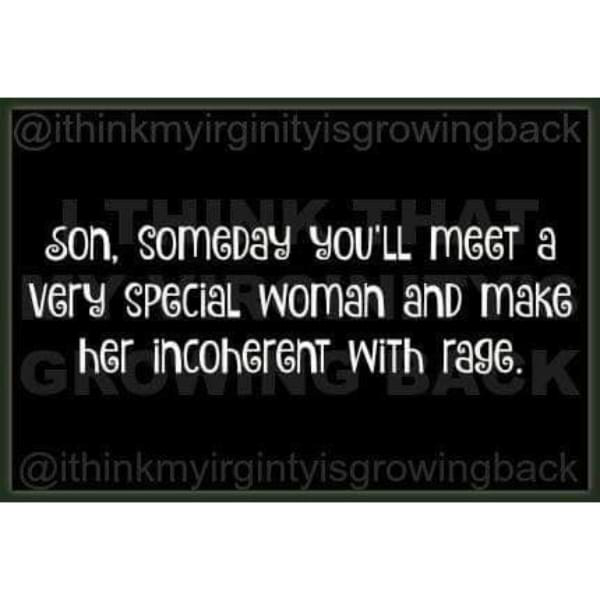 @ithinkmyirginityisgrowingback
I THINK THAT
son, someday you'll meet a
MY VIRGINITY'S
very special woman and make
GROWING BACK
her incoherent with rage.
@ithinkmyirginityisgrowingback